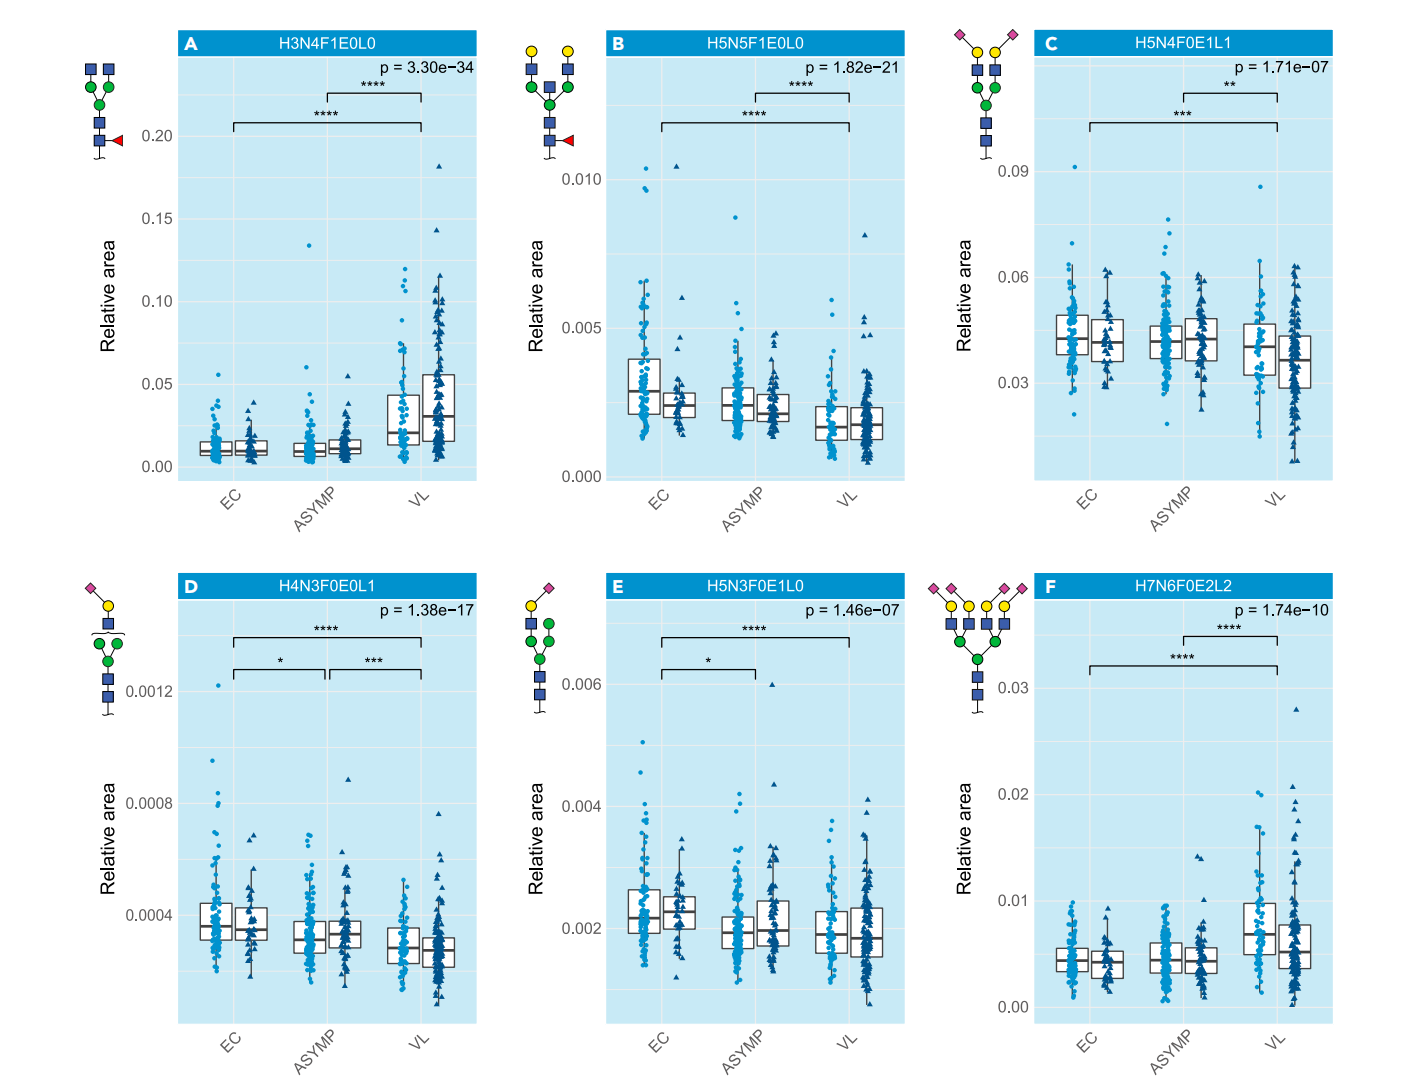 A H3N4F1E0L0
p = 3.30e−34
****
****
0.20
0.15
0.10
0.05
0.00
Relative area
EC
ASYMP
VL
B H5N5F1E0L0
p = 1.82e−21
****
****
0.010
0.005
0.000
Relative area
EC
ASYMP
VL
C H5N4F0E1L1
p = 1.71e−07
**
***
0.09
0.06
0.03
Relative area
EC
ASYMP
VL
D H4N3F0E0L1
p = 1.38e−17
****
* ***
0.0012
0.0008
0.0004
Relative area
EC
ASYMP
VL
E H5N3F0E1L0
p = 1.46e−07
****
*
0.006
0.004
0.002
Relative area
EC
ASYMP
VL
F H7N6F0E2L2
p = 1.74e−10
****
****
0.03
0.02
0.01
0.00
Relative area
EC
ASYMP
VL